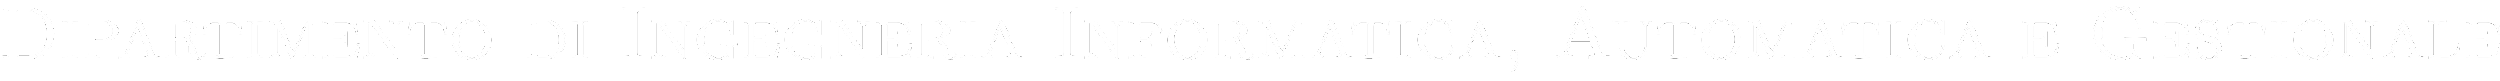 Dipartimento di Ingegneria Informatica, Automatica e Gestionale